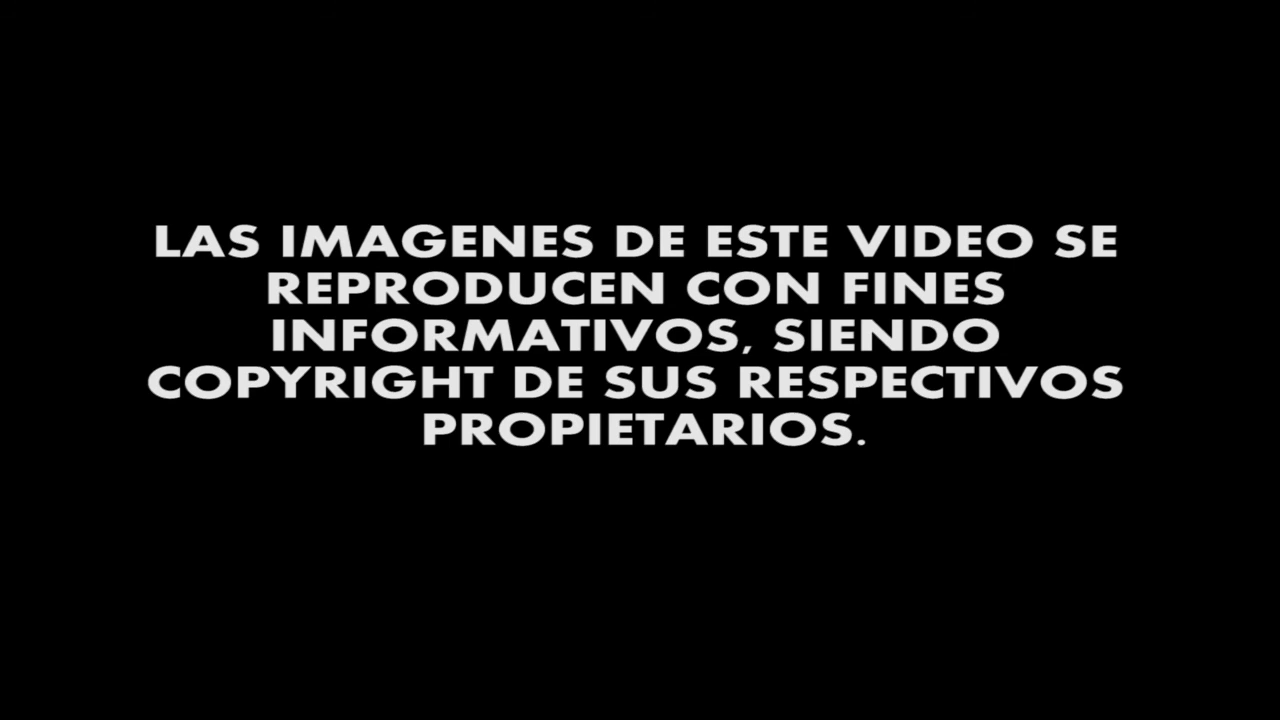 LAS IMAGENES DE ESTE VIDEO SE
REPRODUCEN CON FINES
INFORMATIVOS, SIENDO
COPYRIGHT DE SUS RESPECTIVOS
PROPIETARIOS.